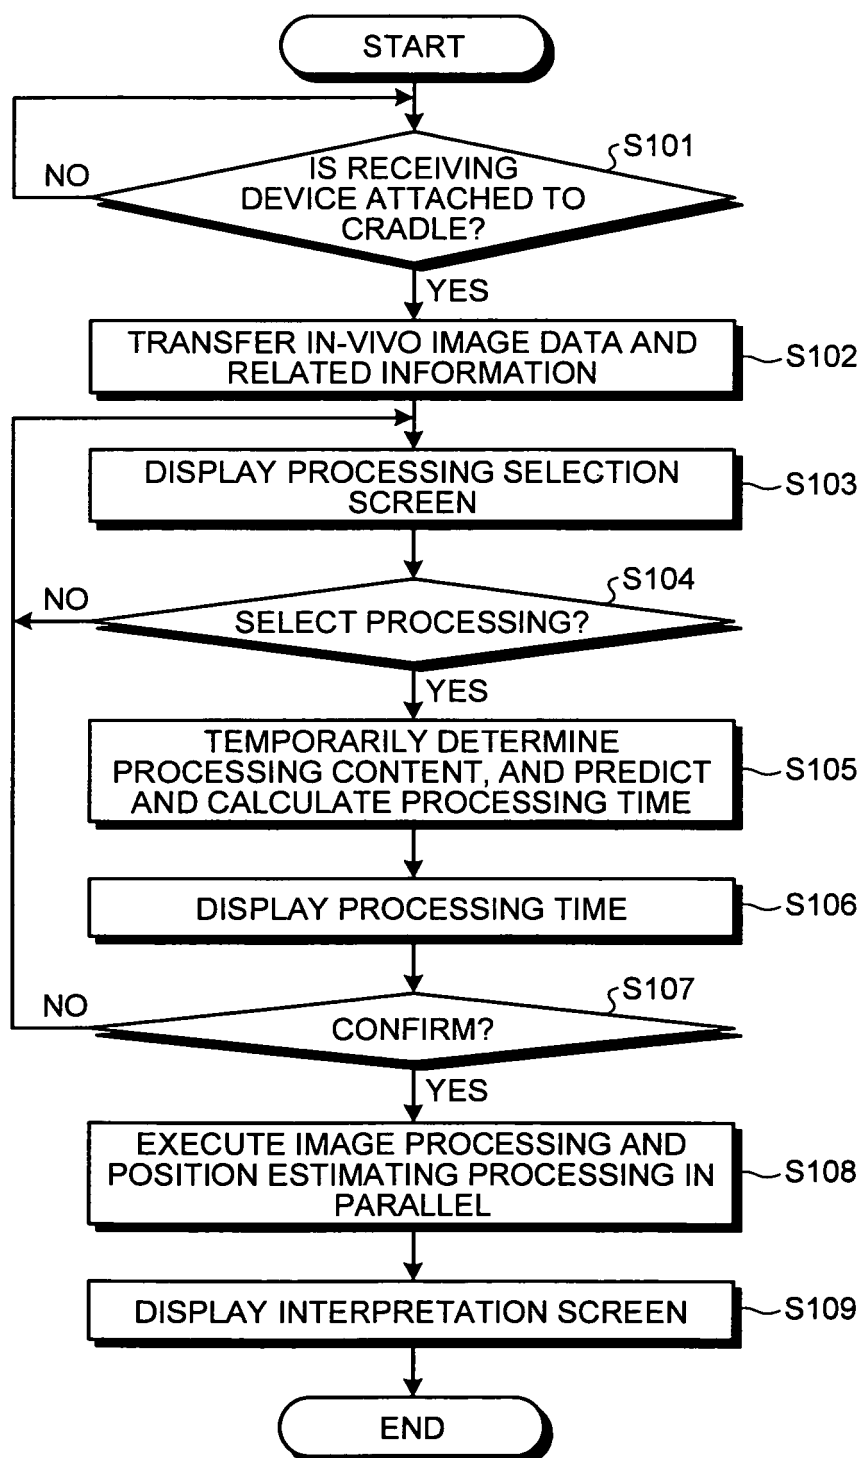 START
S101
NO
IS RECEIVING
DEVICE ATTACHED TO
CRADLE?
YES
TRANSFER IN-VIVO IMAGE DATA AND
RELATED INFORMATION
S102
DISPLAY PROCESSING SELECTION
SCREEN
S103
S104
NO
SELECT PROCESSING?
YES
TEMPORARILY DETERMINE
PROCESSING CONTENT, AND PREDICT
AND CALCULATE PROCESSING TIME
S105
DISPLAY PROCESSING TIME
S106
S107
NO
CONFIRM?
YES
EXECUTE IMAGE PROCESSING AND
POSITION ESTIMATING PROCESSING IN
PARALLEL
S108
DISPLAY INTERPRETATION SCREEN
S109
END